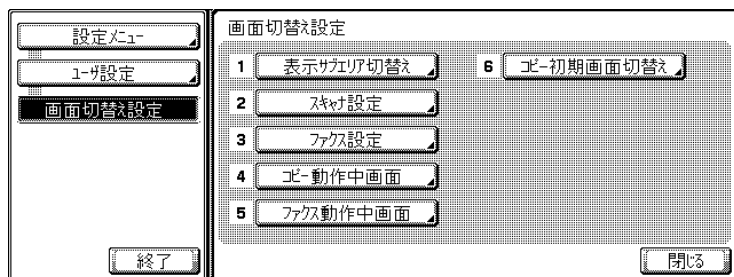 設定メニュー
ユーザ設定
画面切替え設定
終了
画面切替え設定
1 表示サブエリア切替え
2 スキャナ設定
3 ファクス設定
4 コピー動作中画面
5 ファクス動作中画面
6 コピー初期画面切替え
閉じる